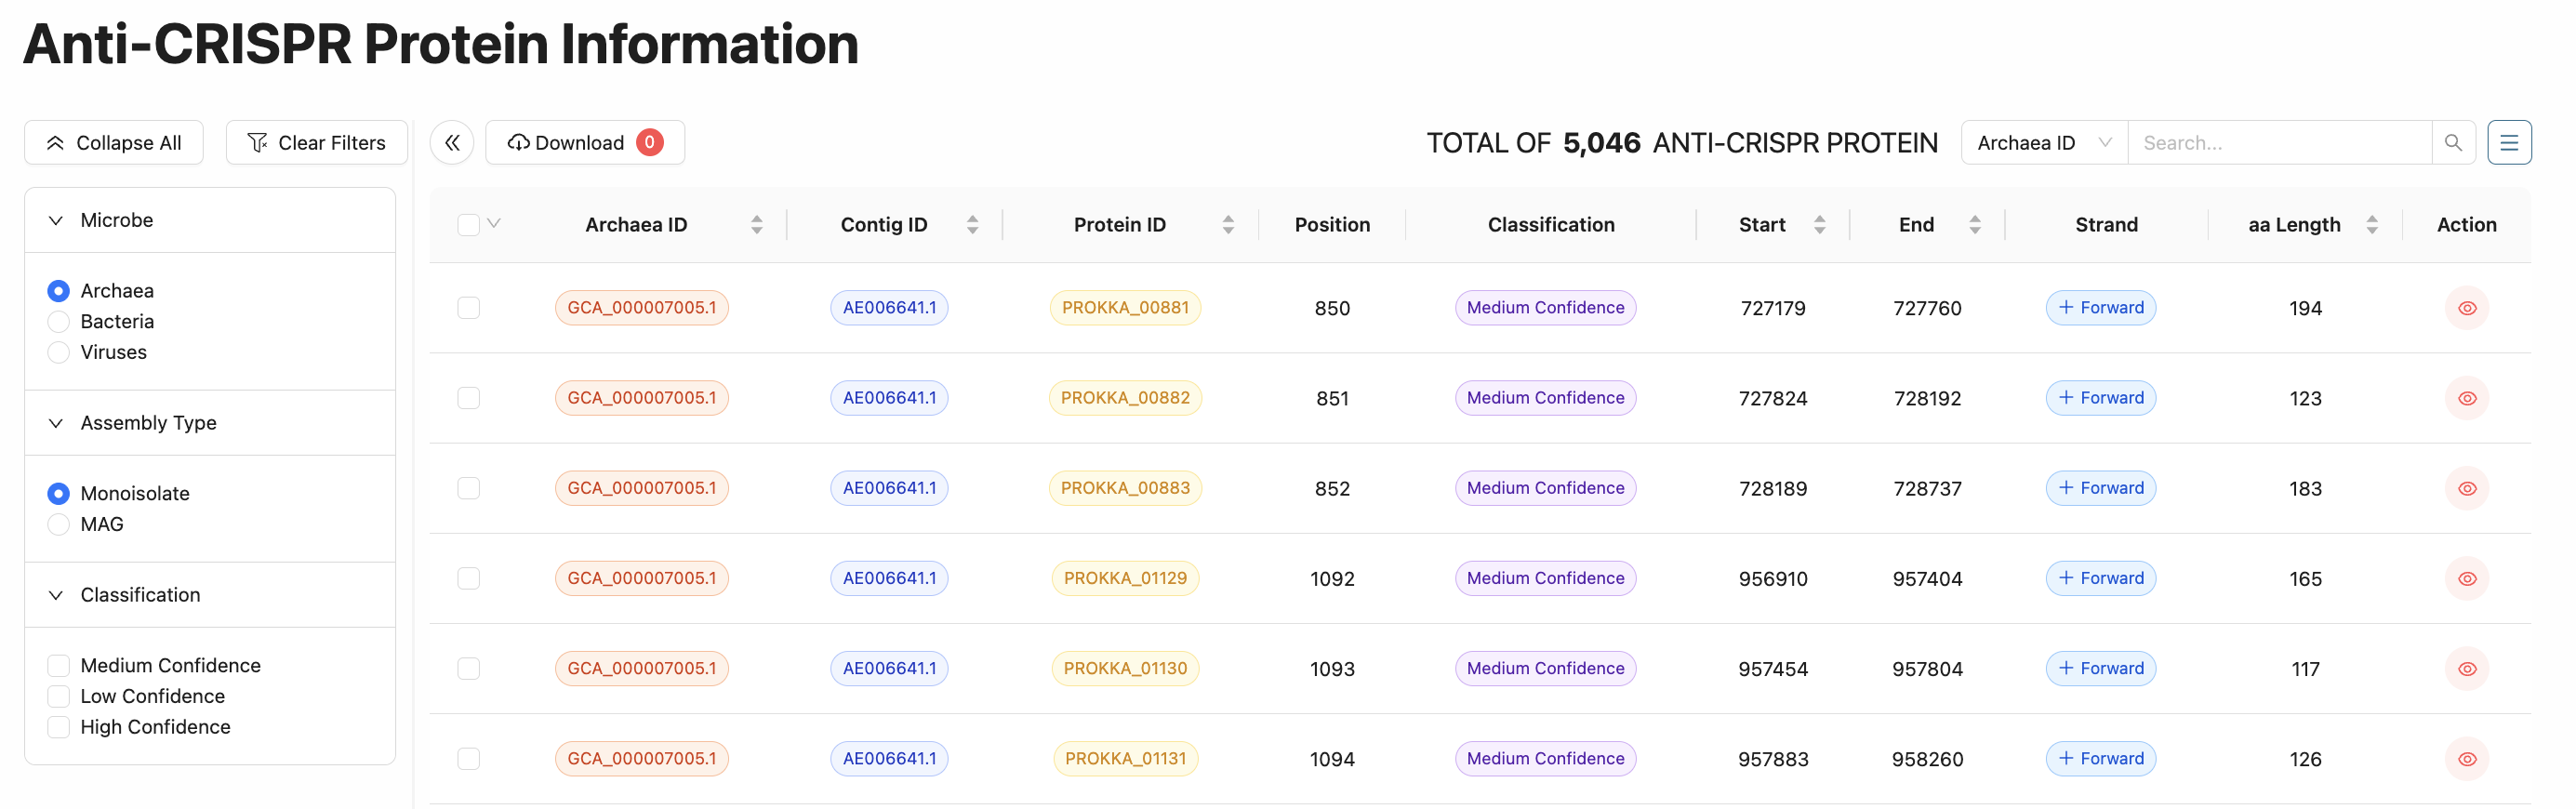 Anti-CRISPR Protein Information
Collapse All Clear Filters Download 0 TOTAL OF 5,046 ANTI-CRISPR PROTEIN Archaea ID Search...
Microbe
Archaea
Bacteria
Viruses
Assembly Type
Monoisolate
MAG
Classification
Medium Confidence
Low Confidence
High Confidence
Archaea ID Contig ID Protein ID Position Classification Start End Strand aa Length Action
GCA_000007005.1 AE006641.1 PROKKA_00881 850 Medium Confidence 727179 727760 + Forward 194
GCA_000007005.1 AE006641.1 PROKKA_00882 851 Medium Confidence 727824 728192 + Forward 123
GCA_000007005.1 AE006641.1 PROKKA_00883 852 Medium Confidence 728189 728737 + Forward 183
GCA_000007005.1 AE006641.1 PROKKA_01129 1092 Medium Confidence 956910 957404 + Forward 165
GCA_000007005.1 AE006641.1 PROKKA_01130 1093 Medium Confidence 957454 957804 + Forward 117
GCA_000007005.1 AE006641.1 PROKKA_01131 1094 Medium Confidence 957883 958260 + Forward 126